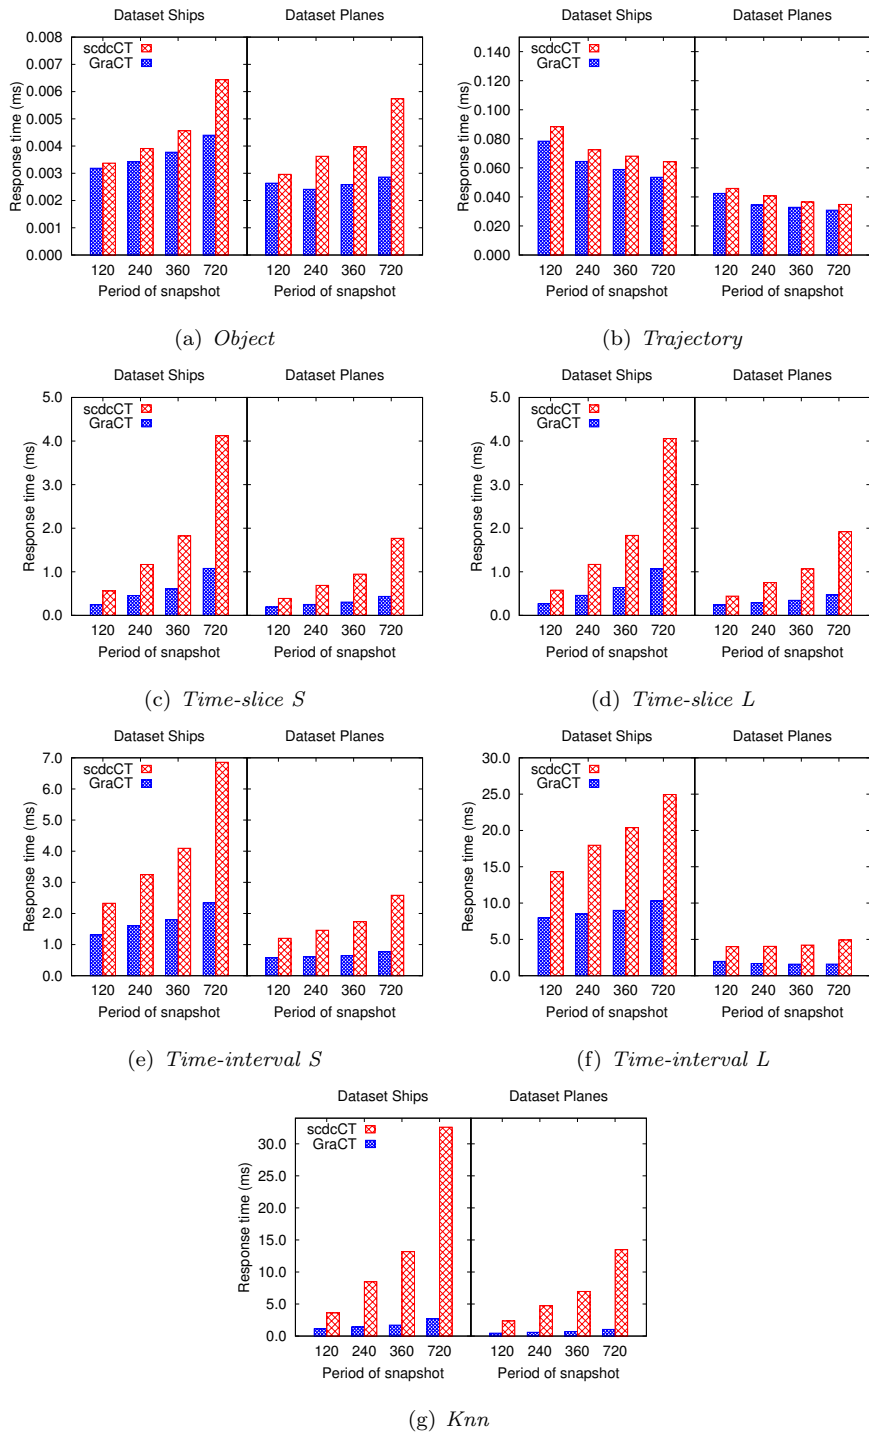 Dataset Ships Dataset Planes
0.008
0.007
0.006
0.005
0.004
0.003
0.002
0.001
0.000
Response time (ms)
scdcCT
GraCT
120 240 360 720 120 240 360 720
Period of snapshot Period of snapshot
(a) Object
Dataset Ships Dataset Planes
0.140
0.120
0.100
0.080
0.060
0.040
0.020
0.000
Response time (ms)
scdcCT
GraCT
120 240 360 720 120 240 360 720
Period of snapshot Period of snapshot
(b) Trajectory
Dataset Ships Dataset Planes
5.0
4.0
3.0
2.0
1.0
0.0
Response time (ms)
scdcCT
GraCT
120 240 360 720 120 240 360 720
Period of snapshot Period of snapshot
(c) Time-slice S
Dataset Ships Dataset Planes
5.0
4.0
3.0
2.0
1.0
0.0
Response time (ms)
scdcCT
GraCT
120 240 360 720 120 240 360 720
Period of snapshot Period of snapshot
(d) Time-slice L
Dataset Ships Dataset Planes
7.0
6.0
5.0
4.0
3.0
2.0
1.0
0.0
Response time (ms)
scdcCT
GraCT
120 240 360 720 120 240 360 720
Period of snapshot Period of snapshot
(e) Time-interval S
Dataset Ships Dataset Planes
30.0
25.0
20.0
15.0
10.0
5.0
0.0
Response time (ms)
scdcCT
GraCT
120 240 360 720 120 240 360 720
Period of snapshot Period of snapshot
(f) Time-interval L
Dataset Ships Dataset Planes
30.0
25.0
20.0
15.0
10.0
5.0
0.0
Response time (ms)
scdcCT
GraCT
120 240 360 720 120 240 360 720
Period of snapshot Period of snapshot
(g) Knn